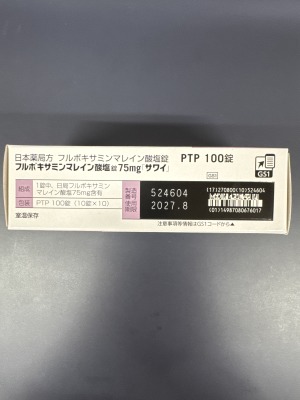 日本薬局方 フルボキサミンマレイン酸塩錠
フルボキサミンマレイン酸塩錠75mg「サワイ」
PTP 100錠
GS1
組成
1錠中、日局フルボキサミン
マレイン酸塩75mg含有
包装
PTP 100錠 (10錠×10)
室温保存
製造番号
使用期限
524604
2027.8
(17)270800(10)524604
(01)14987080676017
注意事項等情報はGS1コードから▲